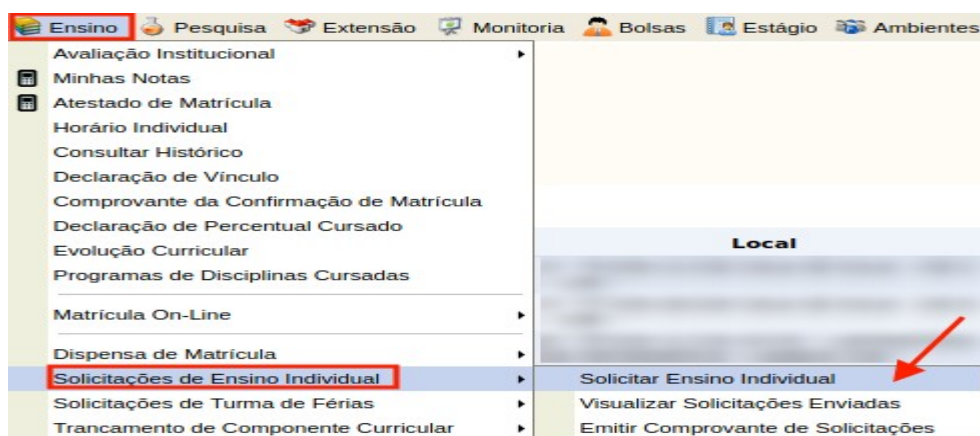 Ensino Pesquisa Extensão Monitoria Bolsas Estágio Ambientes
Avaliação Institucional
Minhas Notas
Atestado de Matrícula
Horário Individual
Consultar Histórico
Declaração de Vínculo
Comprovante da Confirmação de Matrícula
Declaração de Percentual Cursado
Evolução Curricular
Programas de Disciplinas Cursadas
Matrícula On-Line
Dispensa de Matrícula
Solicitações de Ensino Individual
Solicitações de Turma de Férias
Trancamento de Componente Curricular
Local
Solicitar Ensino Individual
Visualizar Solicitações Enviadas
Emitir Comprovante de Solicitações